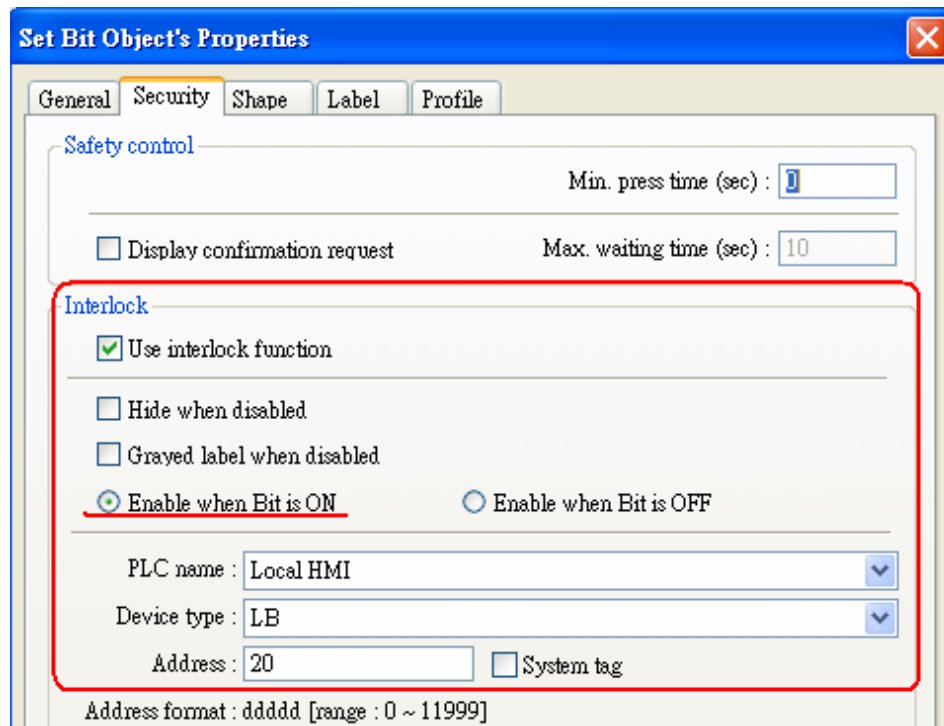 Set Bit Object's Properties
General Security Shape Label Profile
Safety control
Min. press time (sec) : 0
Display confirmation request Max. waiting time (sec) : 10
Interlock
Use interlock function
Hide when disabled
Grayed label when disabled
Enable when Bit is ON Enable when Bit is OFF
PLC name : Local HMI
Device type : LB
Address : 20 System tag
Address format : ddddd [range : 0 ~ 11999]